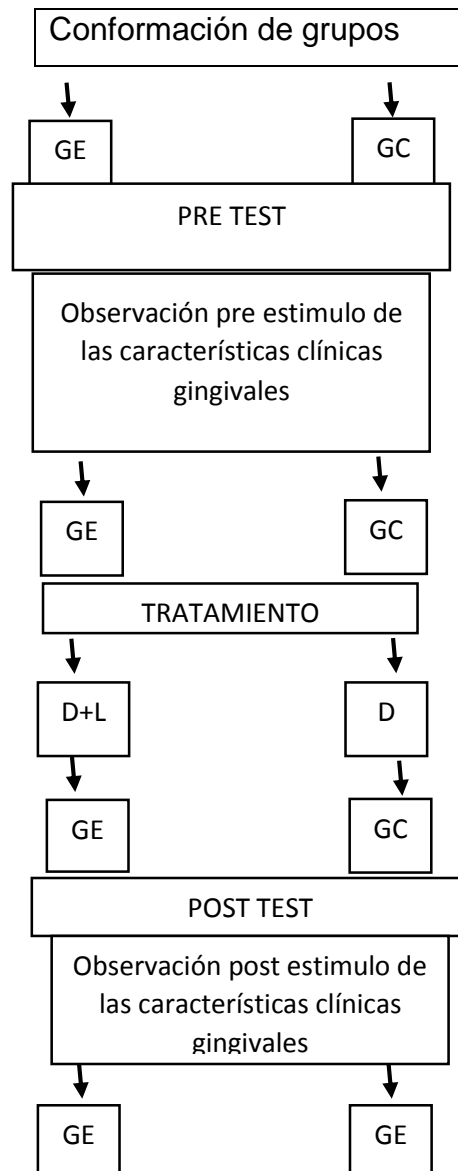 Conformación de grupos
GE GC
PRE TEST
Observación pre estimulo de
las características clínicas
gingivales
GE GC
TRATAMIENTO
D+L D
GE GC
POST TEST
Observación post estimulo de
las características clínicas
gingivales
GE GE